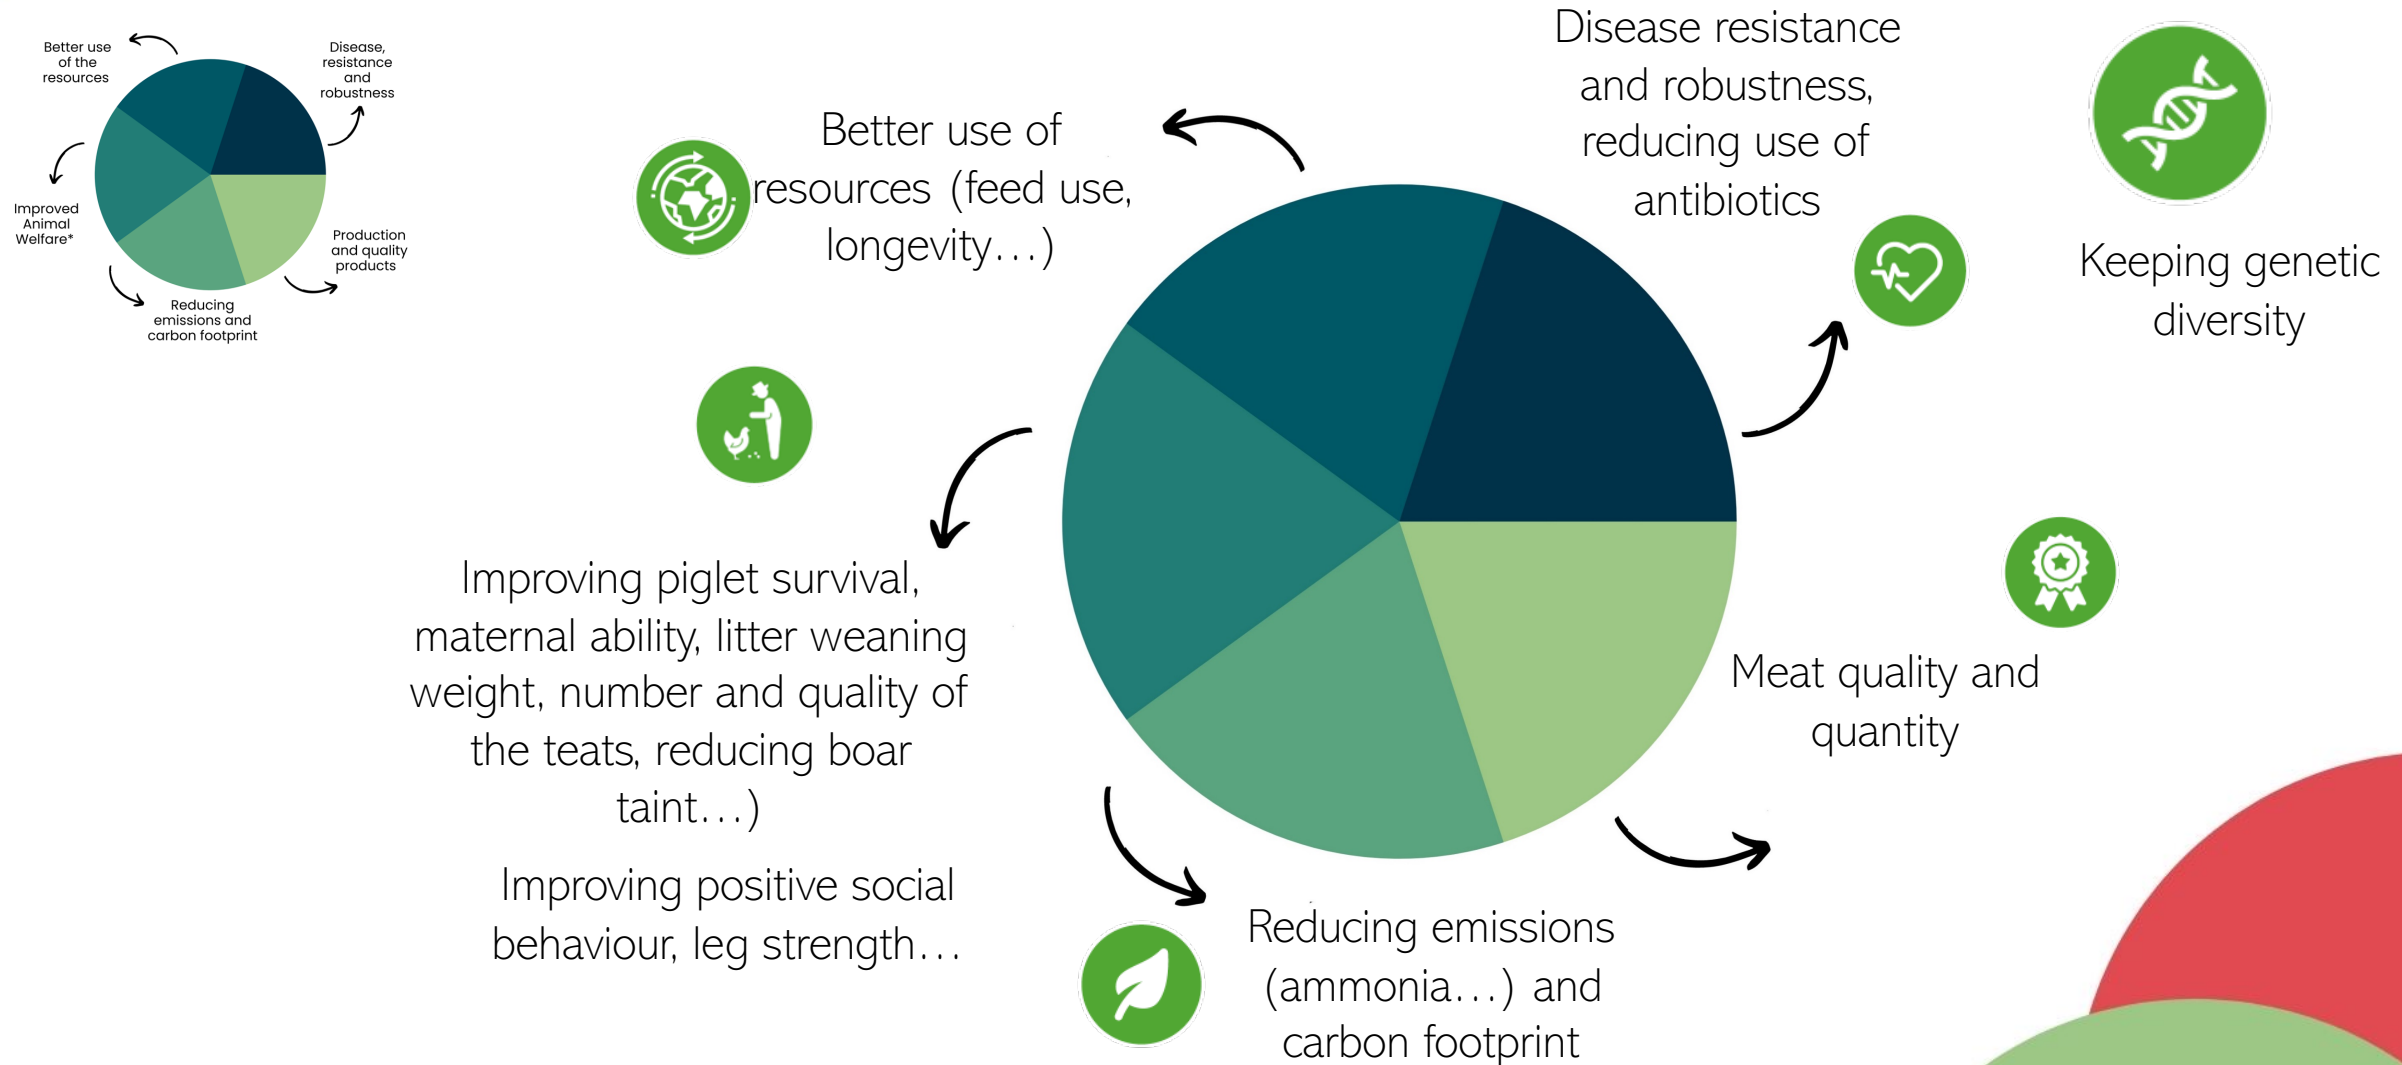 Better use
of the
resources
Disease,
resistance
and
robustness
Improved
Animal
Welfare*
Production
and quality
products
Reducing
emissions and
carbon footprint
Better use of
resources (feed use,
longevity...)
Disease resistance
and robustness,
reducing use of
antibiotics
Keeping genetic
diversity
Improving piglet survival,
maternal ability, litter weaning
weight, number and quality of
the teats, reducing boar
taint...)
Improving positive social
behaviour, leg strength...
Meat quality and
quantity
Reducing emissions
(ammonia...) and
carbon footprint